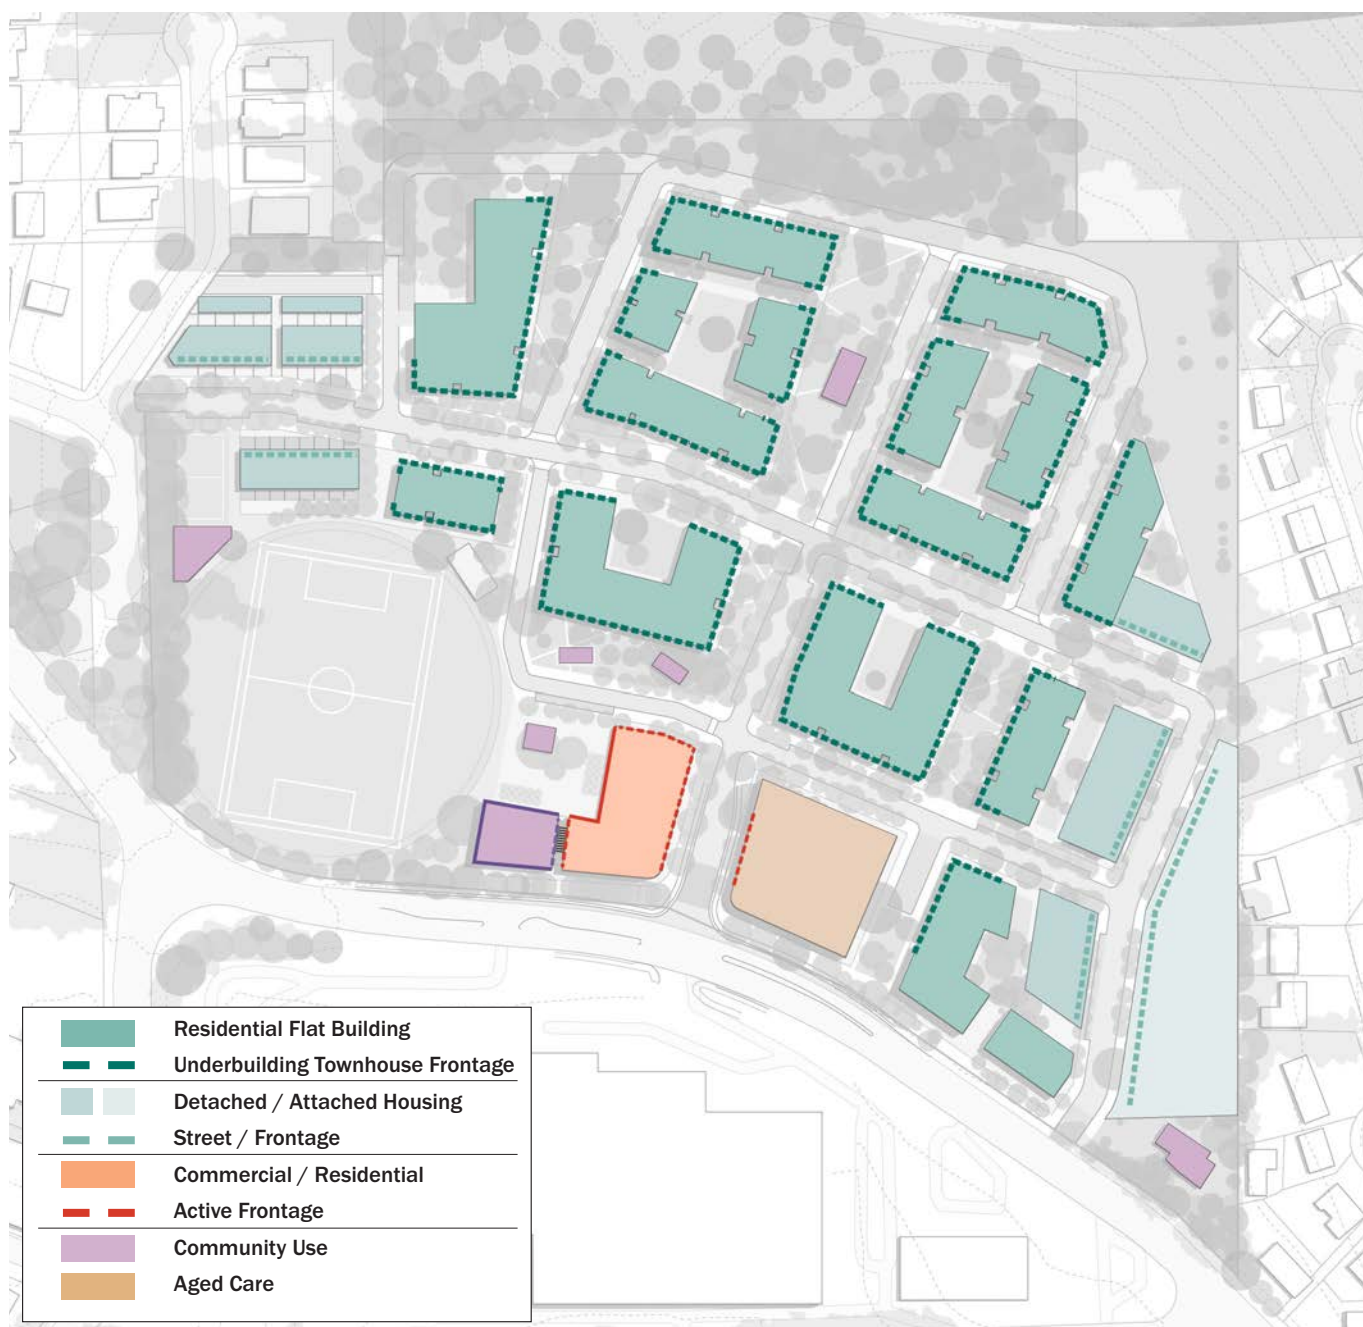 Residential Flat Building
Underbuilding Townhouse Frontage
Detached / Attached Housing
Street / Frontage
Commercial / Residential
Active Frontage
Community Use
Aged Care